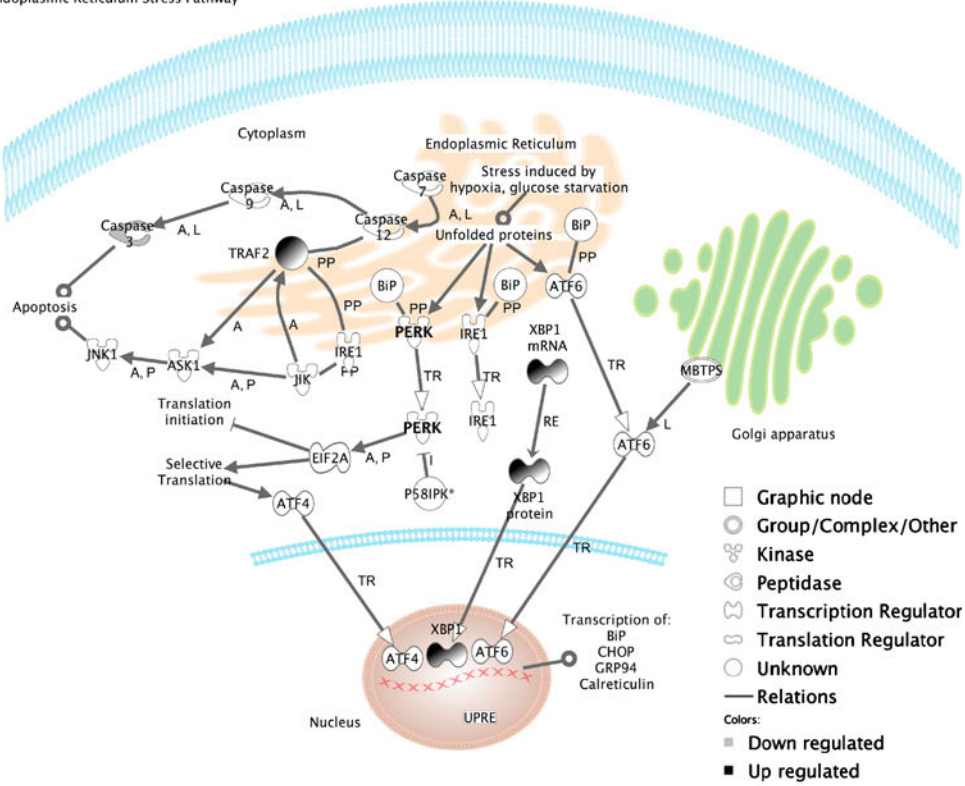 Endoplasmic Reticulum Stress Pathway
Cytoplasm
Endoplasmic Reticulum
Stress induced by
hypoxia, glucose starvation
Caspase
7
Caspase
9
A, L
A, L
Caspase
12
Caspase
3
A, L
Unfolded proteins
BiP
TRAF2
PP
PP
BiP
BiP
ATF6
Apoptosis
PP
PP
PP
A
A
PERK
IRE1
XBP1
mRNA
JNK1
ASK1
IRE1
PP
A, P
A, P
JIK
TR
TR
TR
MBTPS
Translation
initiation
PERK
IRE1
RE
L
Golgi apparatus
EIF2A
A, P
I
ATF6
Selective
Translation
P58IPK*
XBP1
protein
ATF4
TR
TR
TR
XBP1
ATF4
ATF6
Transcription of:
BiP
CHOP
GRP94
Calreticulin
Nucleus
UPRE
Graphic node
Group/Complex/Other
Kinase
Peptidase
Transcription Regulator
Translation Regulator
Unknown
Relations
Colors:
Down regulated
Up regulated